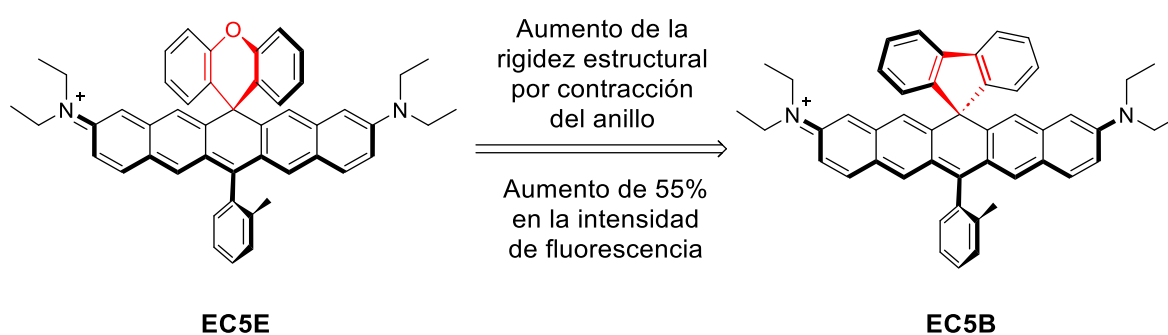 O
N
+
N
EC5E
Aumento de la
rigidez estructural
por contracción
del anillo
Aumento de 55%
en la intensidad
de fluorescencia
N
+
N
EC5B